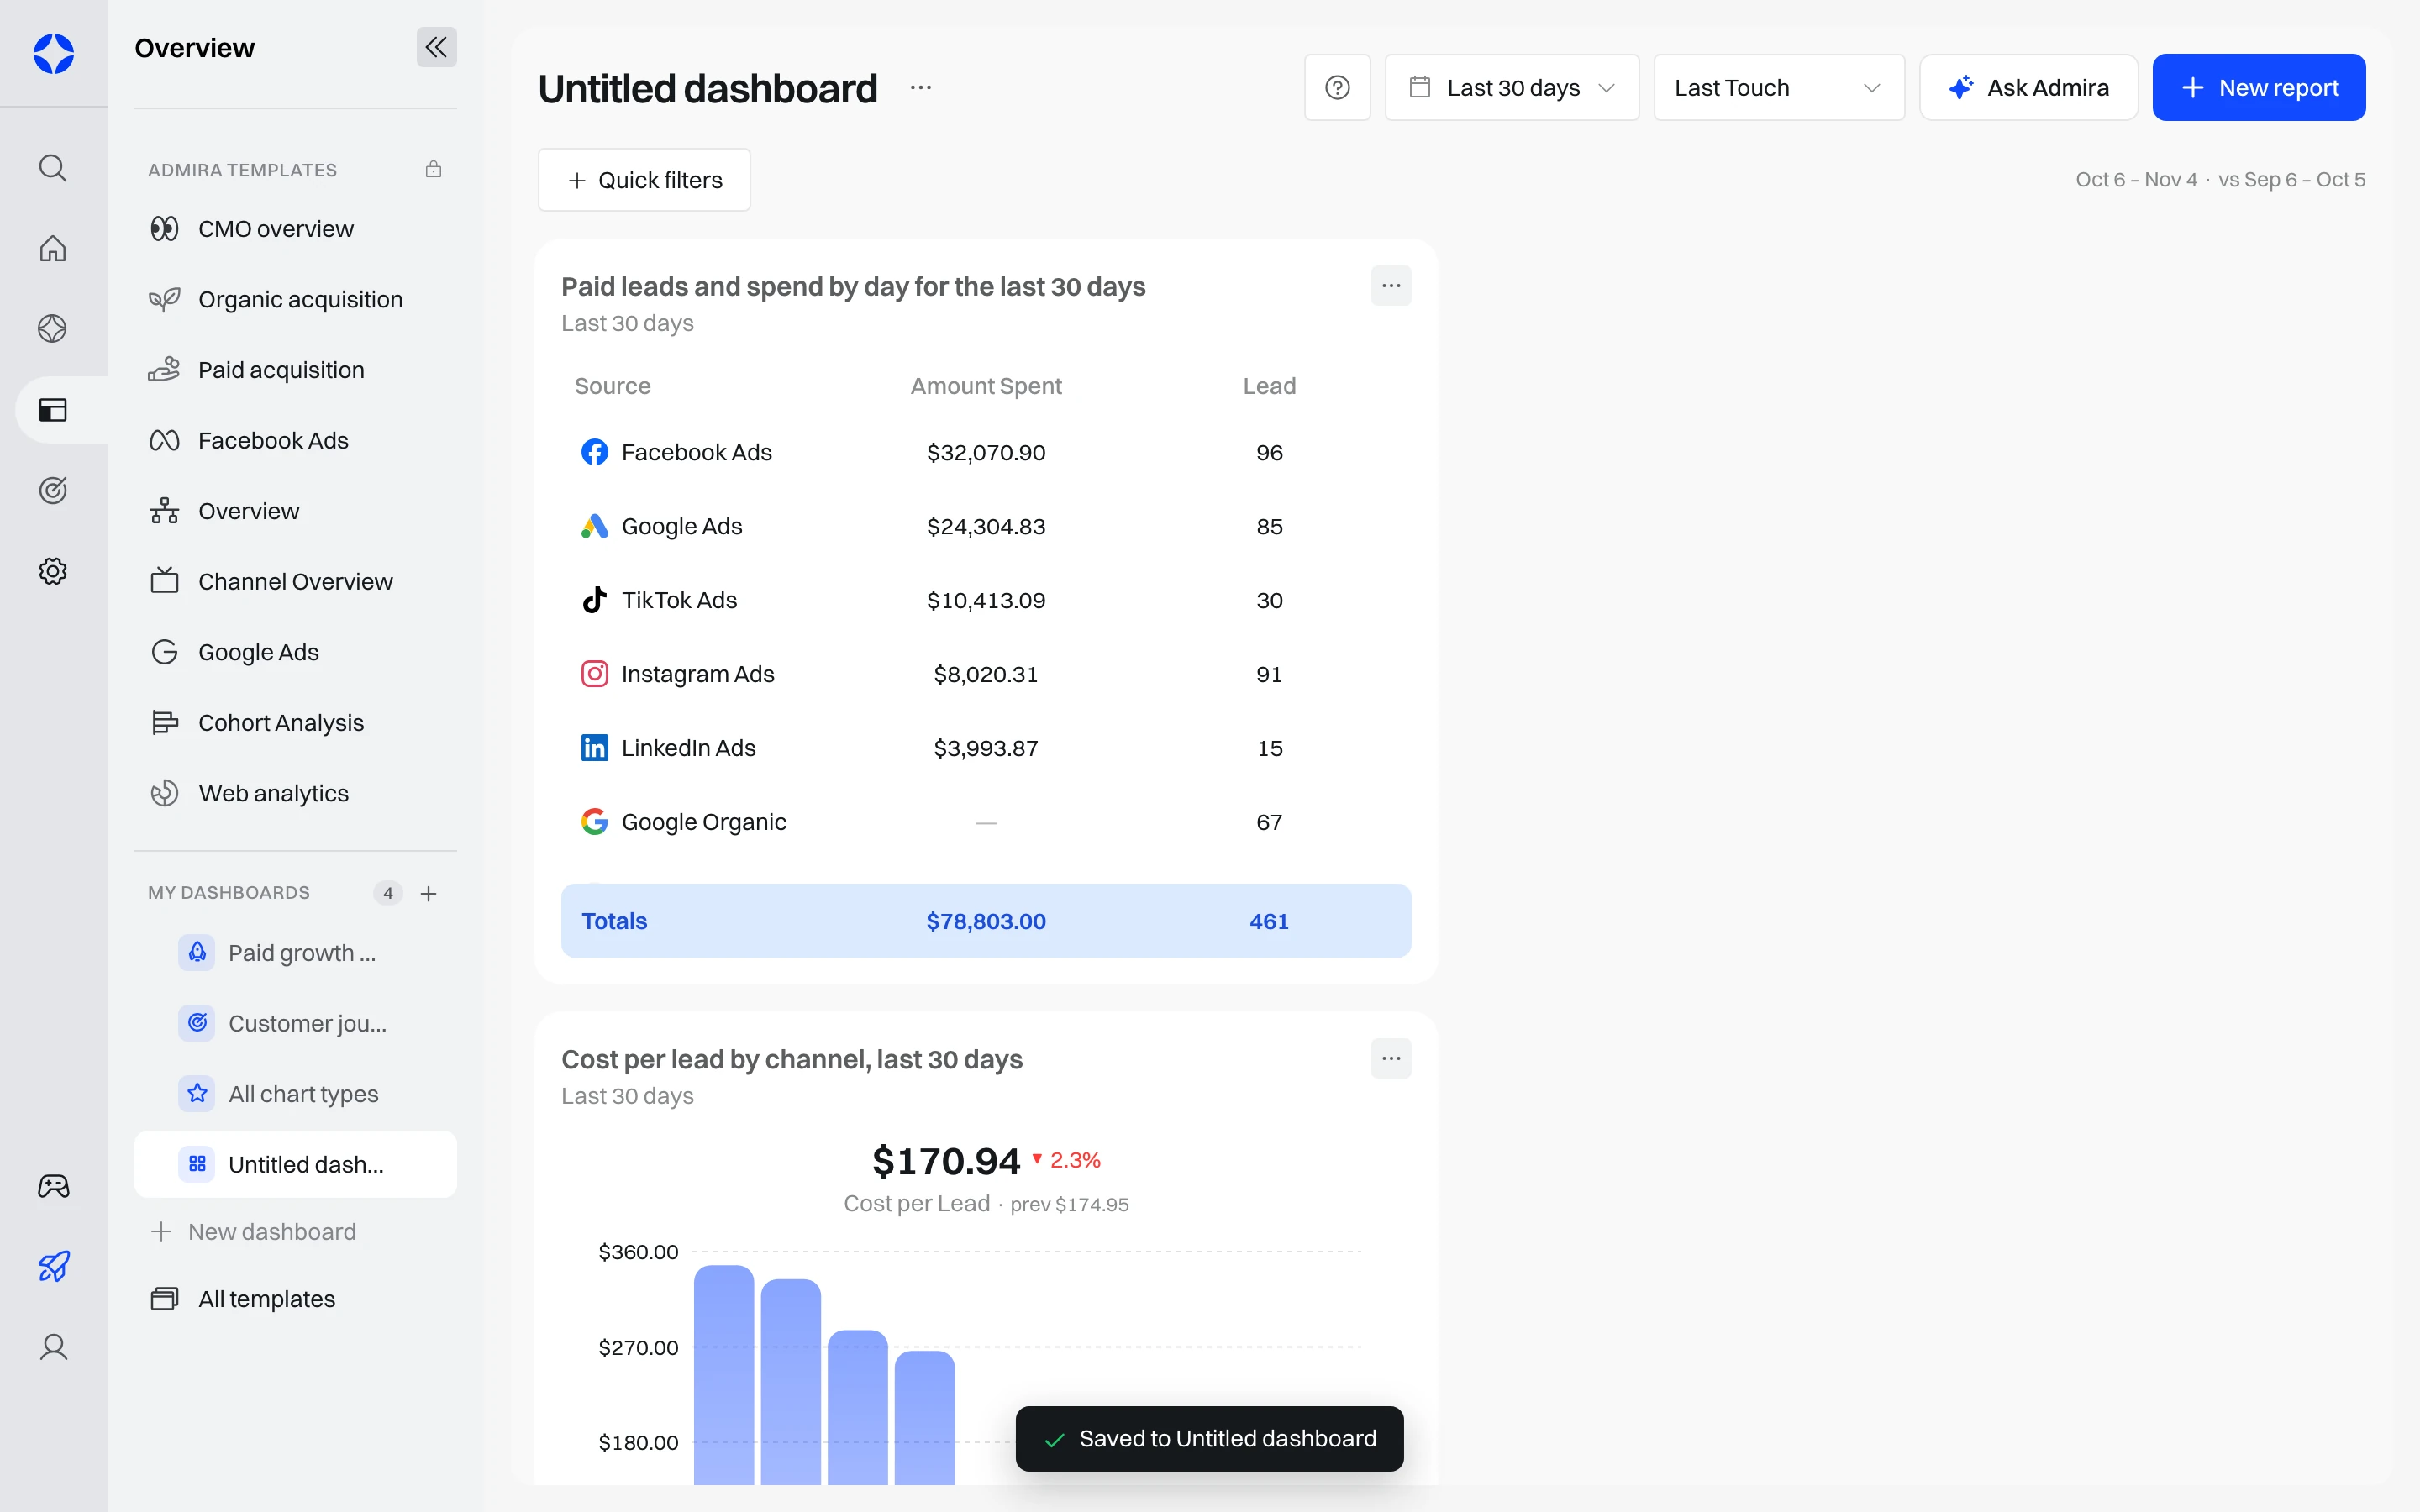 Overview
ADMIRA TEMPLATES
CMO overview
Organic acquisition
Paid acquisition
Facebook Ads
Overview
Channel Overview
Google Ads
Cohort Analysis
Web analytics
MY DASHBOARDS 4
Paid growth ...
Customer jou...
All chart types
Untitled dash...
New dashboard
All templates
Untitled dashboard
Last 30 days
Last Touch
Ask Admira
New report
Quick filters
Oct 6 – Nov 4 · vs Sep 6 – Oct 5
Paid leads and spend by day for the last 30 days
Last 30 days
Source Amount Spent Lead
Facebook Ads $32,070.90 96
Google Ads $24,304.83 85
TikTok Ads $10,413.09 30
Instagram Ads $8,020.31 91
LinkedIn Ads $3,993.87 15
Google Organic — 67
Totals $78,803.00 461
Cost per lead by channel, last 30 days
Last 30 days
$170.94 ▼ 2.3%
Cost per Lead · prev $174.95
$360.00
$270.00
$180.00
Saved to Untitled dashboard